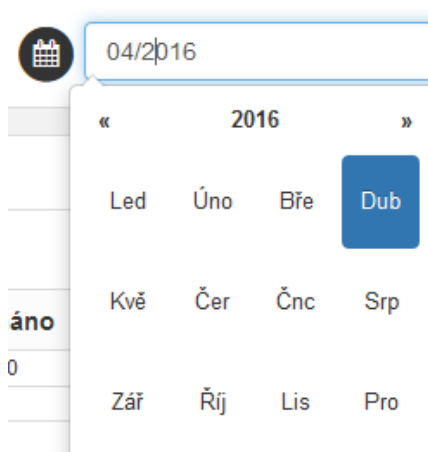 04/2016
« 2016 »
Led Úno Bře Dub
Kvě Čer Čnc Srp
áno
0
Zář Říj Lis Pro